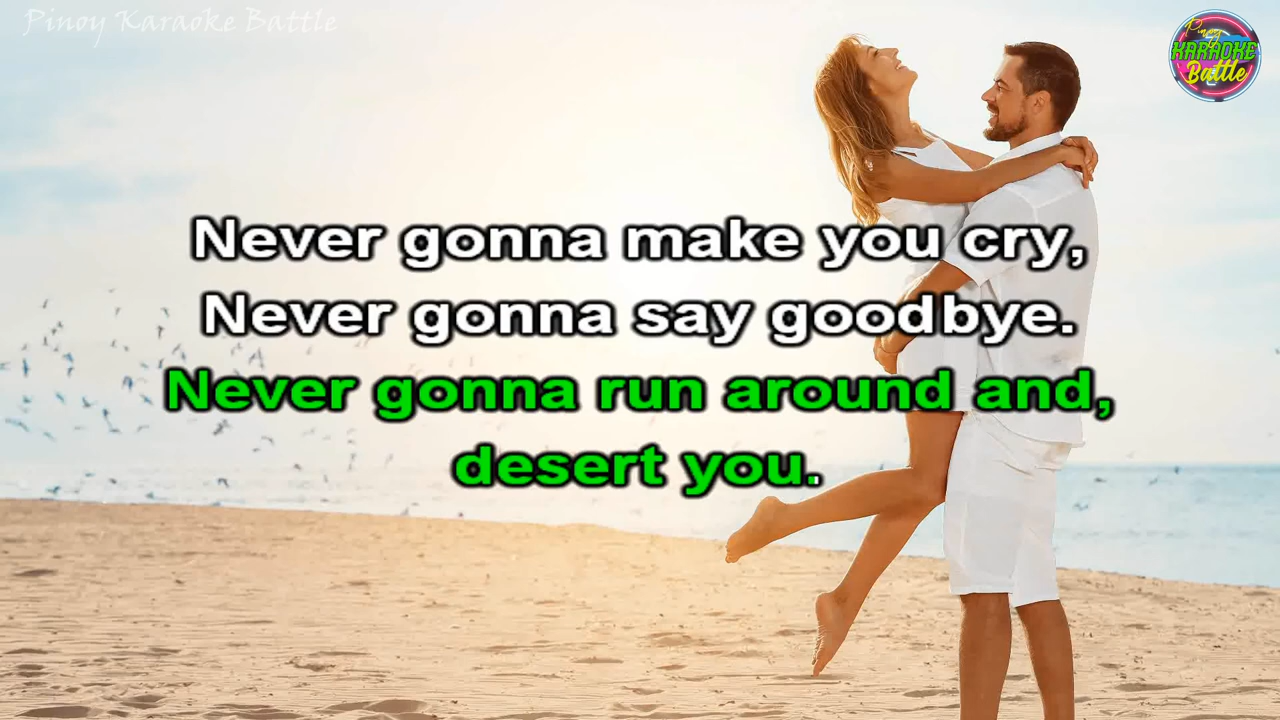 Pinoy Karaoke Battle
Pinoy
KARAOKE
Battle
Never gonna make you cry,
Never gonna say goodbye.
Never gonna run around and,
desert you.